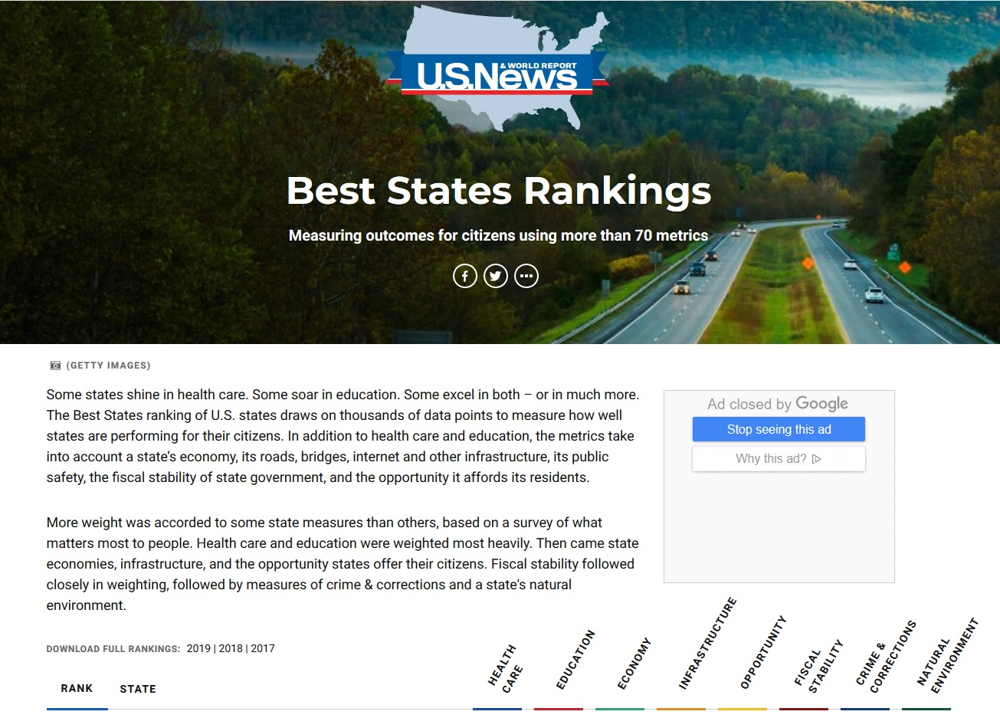 & WORLD REPORT
U.S.News
Best States Rankings
Measuring outcomes for citizens using more than 70 metrics
(GETTY IMAGES)
Some states shine in health care. Some soar in education. Some excel in both – or in much more.
The Best States ranking of U.S. states draws on thousands of data points to measure how well
states are performing for their citizens. In addition to health care and education, the metrics take
into account a state’s economy, its roads, bridges, internet and other infrastructure, its public
safety, the fiscal stability of state government, and the opportunity it affords its residents.
More weight was accorded to some state measures than others, based on a survey of what
matters most to people. Health care and education were weighted most heavily. Then came state
economies, infrastructure, and the opportunity states offer their citizens. Fiscal stability followed
closely in weighting, followed by measures of crime & corrections and a state's natural
environment.
Ad closed by Google
Stop seeing this ad
Why this ad?
DOWNLOAD FULL RANKINGS: 2019 | 2018 | 2017
RANK
STATE
HEALTH
CARE
EDUCATION
ECONOMY
INFRASTRUCTURE
OPPORTUNITY
FISCAL
STABILITY
CRIME &
CORRECTIONS
NATURAL
ENVIRONMENT